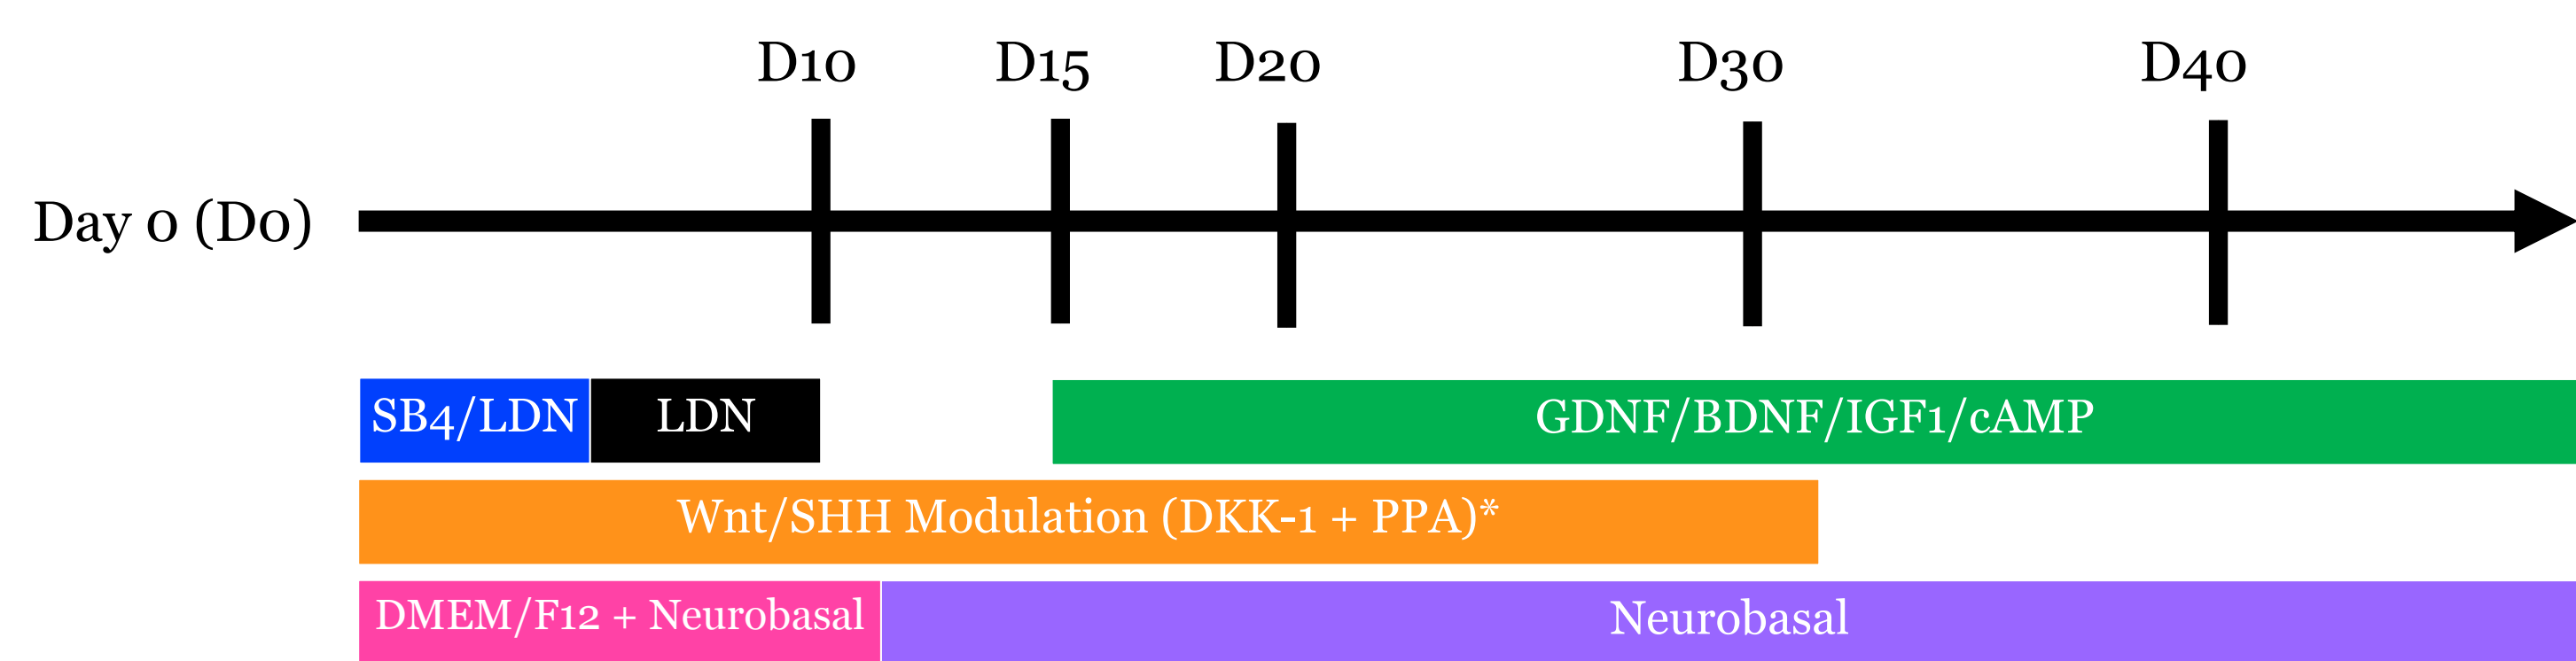 D10 D15 D20 D30 D40
Day 0 (D0)
SB4/LDN LDN GDNF/BDNF/IGF1/cAMP
Wnt/SHH Modulation (DKK-1 + PPA)*
DMEM/F12 + Neurobasal Neurobasal